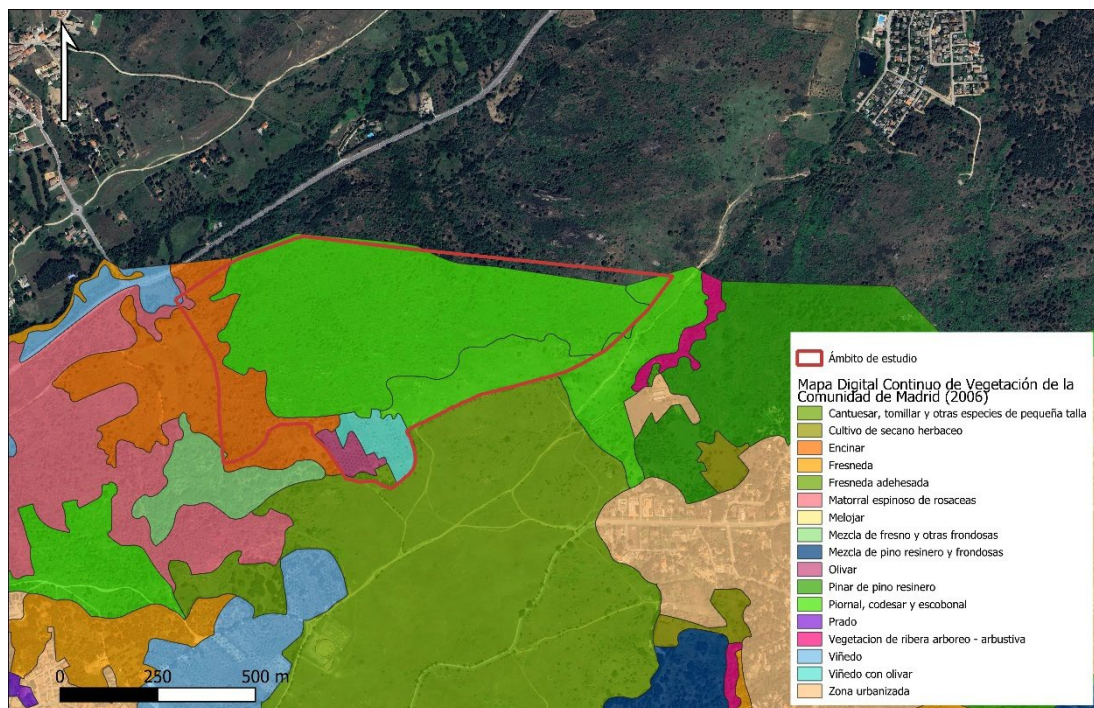 Ámbito de estudio
Mapa Digital Continuo de Vegetación de la
Comunidad de Madrid (2006)
Cantuesar, tomillar y otras especies de pequeña talla
Cultivo de secano herbaceo
Encinar
Fresneda
Fresneda adehesada
Matorral espinoso de rosaceas
Melojar
Mezcla de fresno y otras frondosas
Mezcla de pino resinero y frondosas
Olivar
Pinar de pino resinero
Piornal, codesar y escobonal
Prado
Vegetacion de ribera arboreo - arbustiva
Viñedo
Viñedo con olivar
Zona urbanizada
0 250 500 m